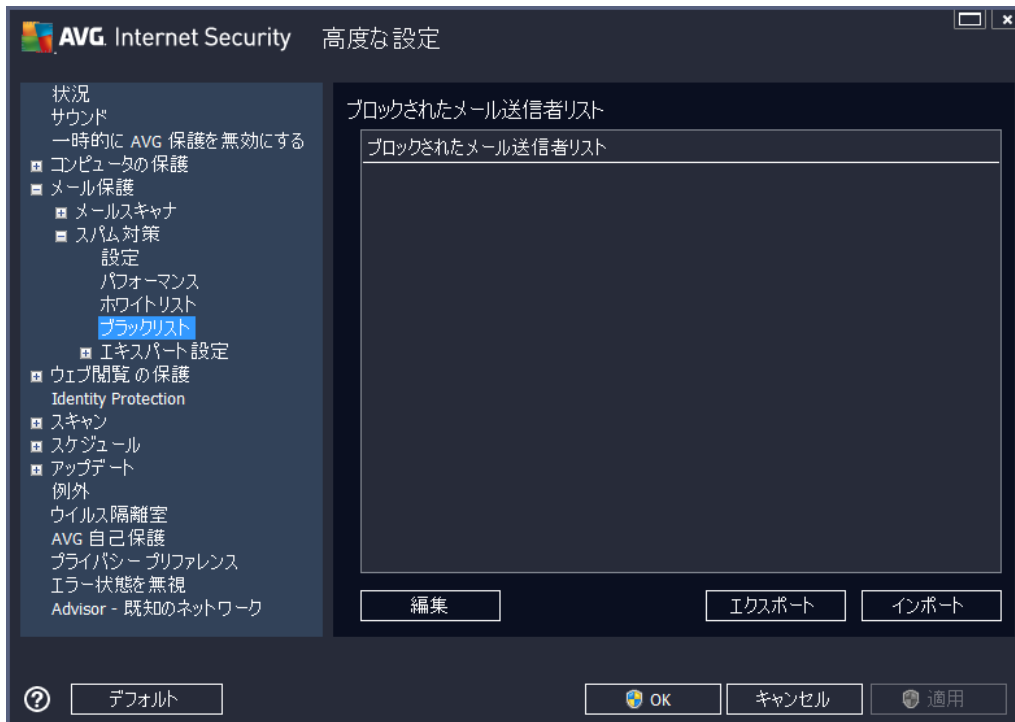 AVG. Internet Security 高度な設定
状況
サウンド
一時的に AVG 保護を無効にする
コンピュータの保護
メール保護
メールスキャナ
スパム対策
設定
パフォーマンス
ホワイトリスト
ブラックリスト
エキスパート設定
ウェブ閲覧 の保護
Identity Protection
スキャン
スケジュール
アップデート
例外
ウイルス隔離室
AVG 自己保護
プライバシー プリファレンス
エラー状態を無視
Advisor - 既知のネットワーク
ブロックされたメール送信者リスト
ブロックされたメール送信者リスト
編集
エクスポート
インポート
デフォルト
OK
キャンセル
適用